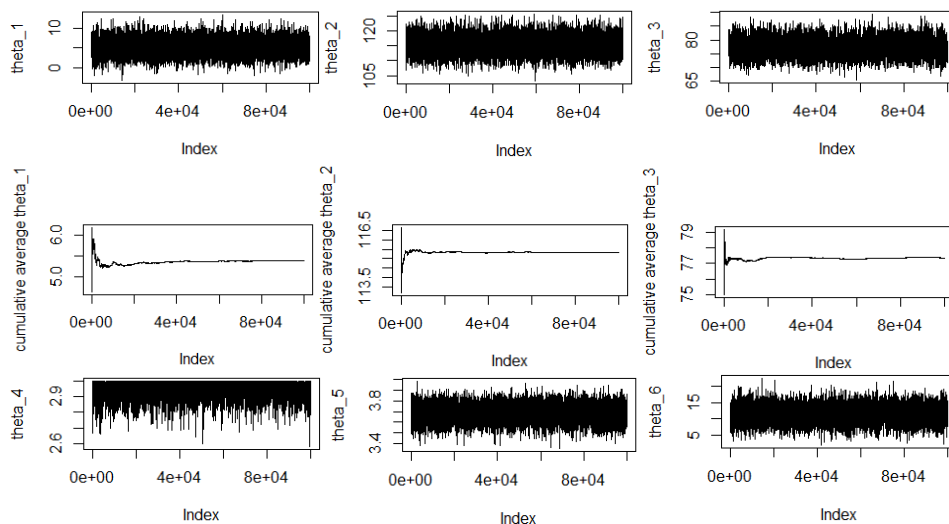 theta_1
10
0
0e+00 4e+04 8e+04
Index
theta_2
120
105
0e+00 4e+04 8e+04
Index
theta_3
80
65
0e+00 4e+04 8e+04
Index
cumulative average theta_1
6.0
5.0
0e+00 4e+04 8e+04
Index
cumulative average theta_2
116.5
113.5
0e+00 4e+04 8e+04
Index
cumulative average theta_3
79
77
75
0e+00 4e+04 8e+04
Index
theta_4
2.9
2.6
0e+00 4e+04 8e+04
Index
theta_5
3.8
3.4
0e+00 4e+04 8e+04
Index
theta_6
15
5
0e+00 4e+04 8e+04
Index